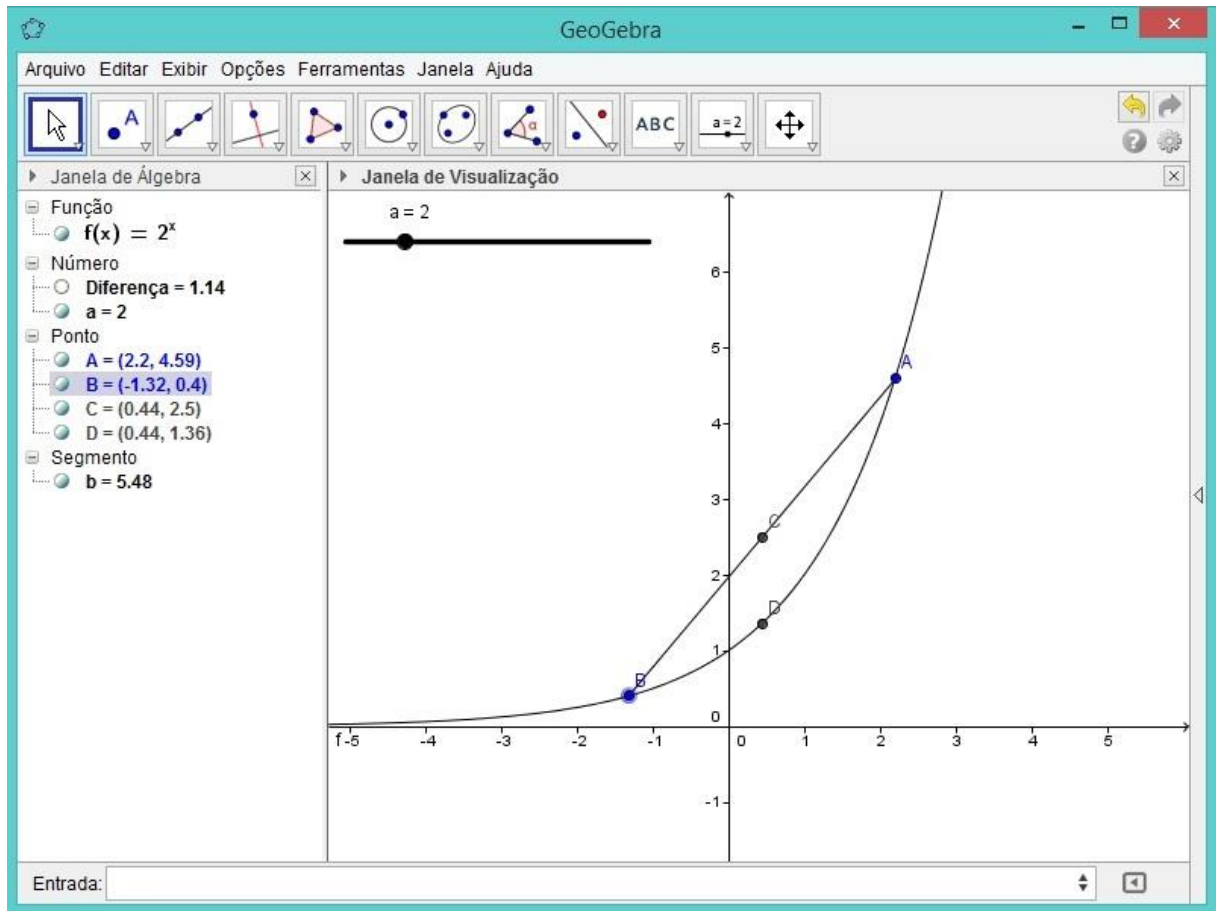 GeoGebra
Arquivo Editar Exibir Opções Ferramentas Janela Ajuda
A
α
ABC
a=2
Janela de Álgebra
Janela de Visualização
Função
f(x) = 2ˣ
Número
Diferença = 1.14
a = 2
Ponto
A = (2.2, 4.59)
B = (-1.32, 0.4)
C = (0.44, 2.5)
D = (0.44, 1.36)
Segmento
b = 5.48
a = 2
6
5
A
4
3
C
2
D
1
B
0
f -5 -4 -3 -2 -1 0 1 2 3 4 5
-1
Entrada: